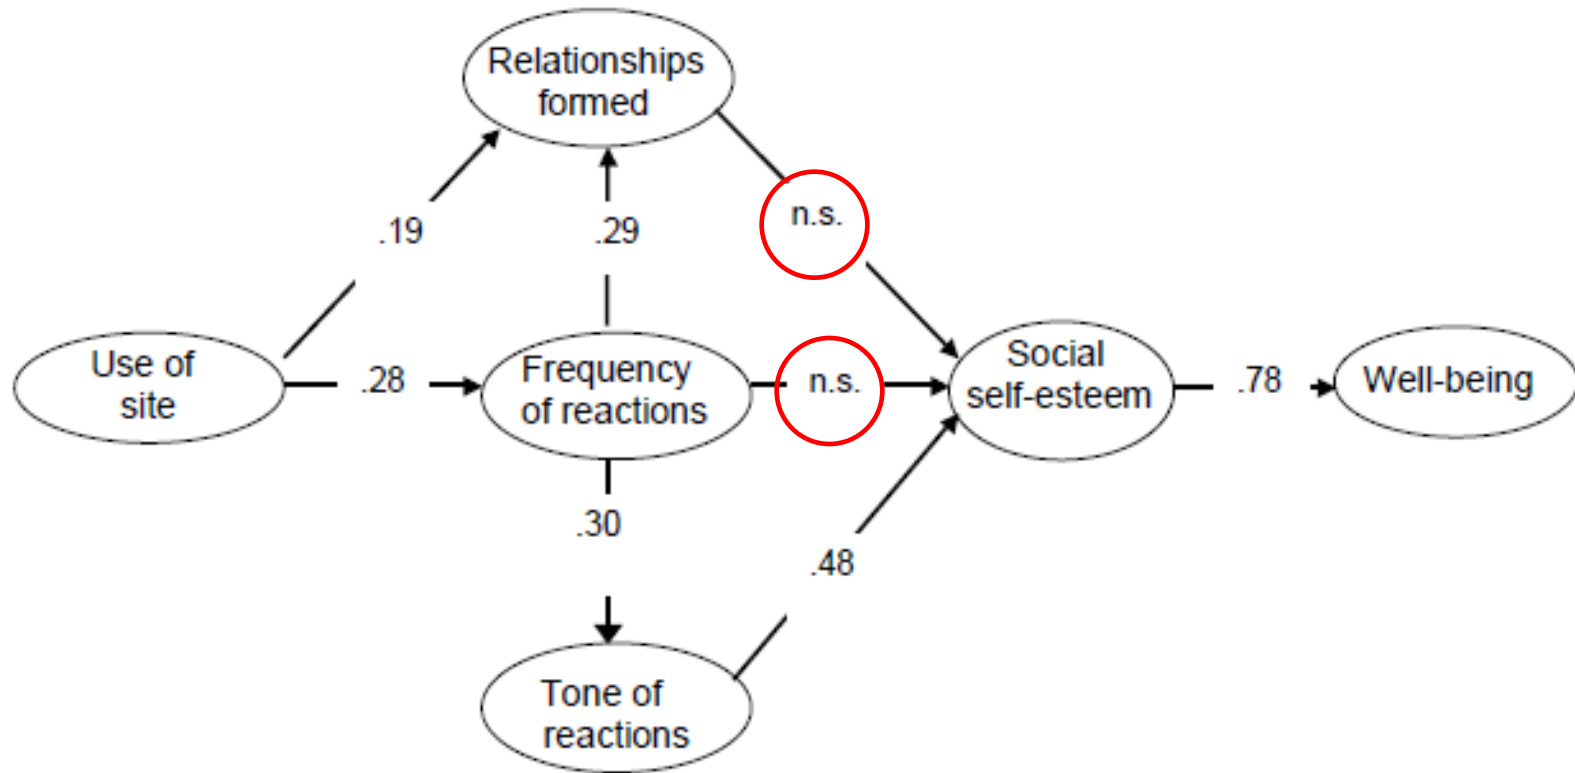 Relationships
formed
.19
.29
n.s.
Use of
site
.28
Frequency
of reactions
n.s.
Social
self-esteem
.78
Well-being
.30
.48
Tone of
reactions